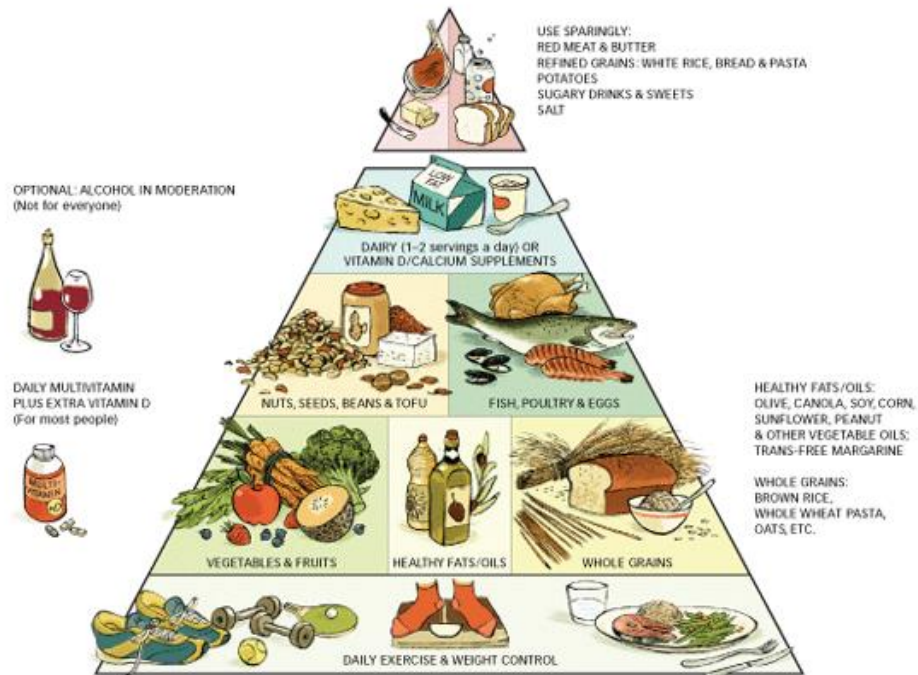 USE SPARINGLY:
RED MEAT & BUTTER
REFINED GRAINS: WHITE RICE, BREAD & PASTA
POTATOES
SUGARY DRINKS & SWEETS
SALT
OPTIONAL: ALCOHOL IN MODERATION
(Not for everyone)
LOW
FAT
MILK
DAIRY (1–2 servings a day) OR
VITAMIN D/CALCIUM SUPPLEMENTS
NUTS, SEEDS, BEANS & TOFU
FISH, POULTRY & EGGS
DAILY MULTIVITAMIN
PLUS EXTRA VITAMIN D
(For most people)
MULTI-
VITAMIN
+D
HEALTHY FATS/OILS:
OLIVE, CANOLA, SOY, CORN,
SUNFLOWER, PEANUT
& OTHER VEGETABLE OILS;
TRANS-FREE MARGARINE
WHOLE GRAINS:
BROWN RICE,
WHOLE WHEAT PASTA,
OATS, ETC.
VEGETABLES & FRUITS
HEALTHY FATS/OILS
WHOLE GRAINS
DAILY EXERCISE & WEIGHT CONTROL